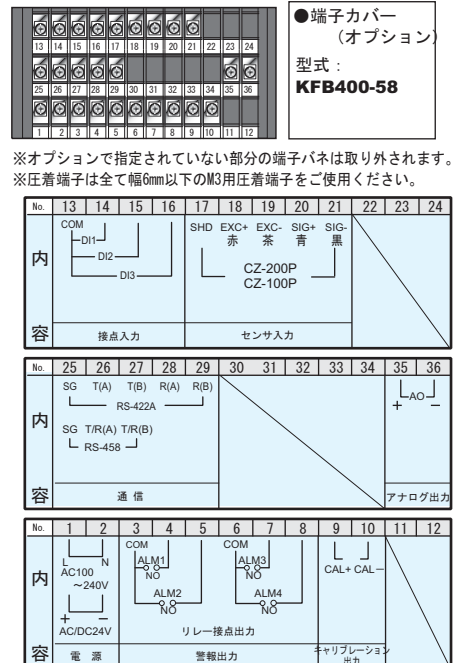 ●端子カバー
(オプション)
型式：
KFB400-58
13 14 15 16 17 18 19 20 21 22 23 24
25 26 27 28 29 30 31 32 33 34 35 36
1 2 3 4 5 6 7 8 9 10 11 12
※オプションで指定されていない部分の端子バネは取り外されます。
※圧着端子は全て幅6mm以下のM3用圧着端子をご使用ください。
No. 13 14 15 16 17 18 19 20 21 22 23 24
内容
COM
DI1
DI2
DI3
接点入力
SHD EXC+ EXC- SIG+ SIG-
赤 茶 青 黒
CZ-200P
CZ-100P
センサ入力
No. 25 26 27 28 29 30 31 32 33 34 35 36
内容
SG T(A) T(B) R(A) R(B)
RS-422A
SG T/R(A) T/R(B)
RS-458
通信
AO
+ −
アナログ出力
No. 1 2 3 4 5 6 7 8 9 10 11 12
内容
L N
AC100
～240V
+ −
AC/DC24V
電源
COM
ALM1
NO
ALM2
NO
COM
ALM3
NO
ALM4
NO
リレー接点出力
警報出力
CAL+ CAL−
キャリブレーション
出力